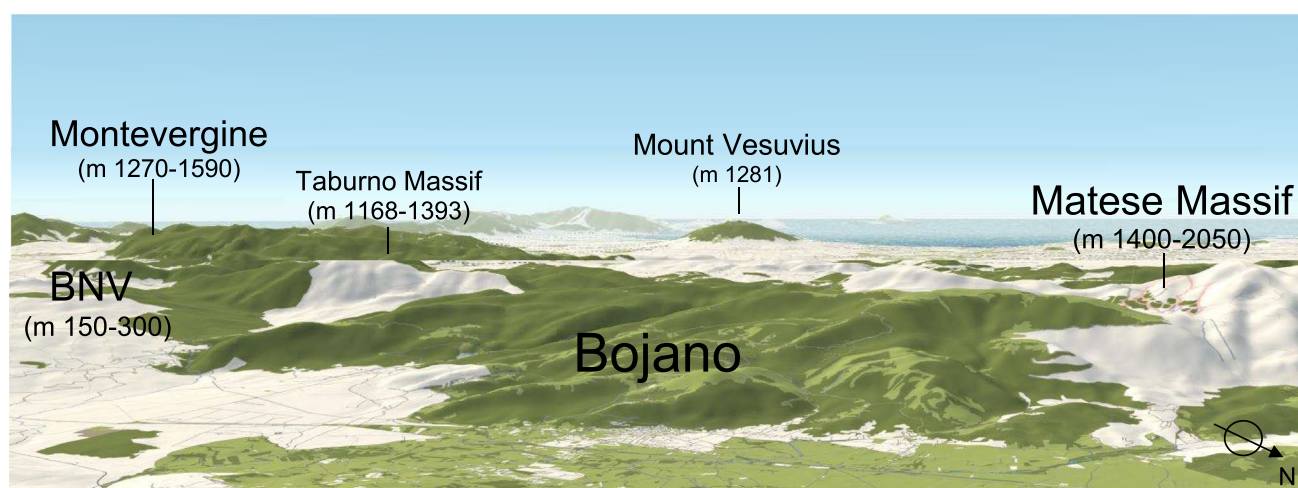 Montevergine
(m 1270-1590)
Taburno Massif
(m 1168-1393)
Mount Vesuvius
(m 1281)
Matese Massif
(m 1400-2050)
BNV
(m 150-300)
Bojano
N